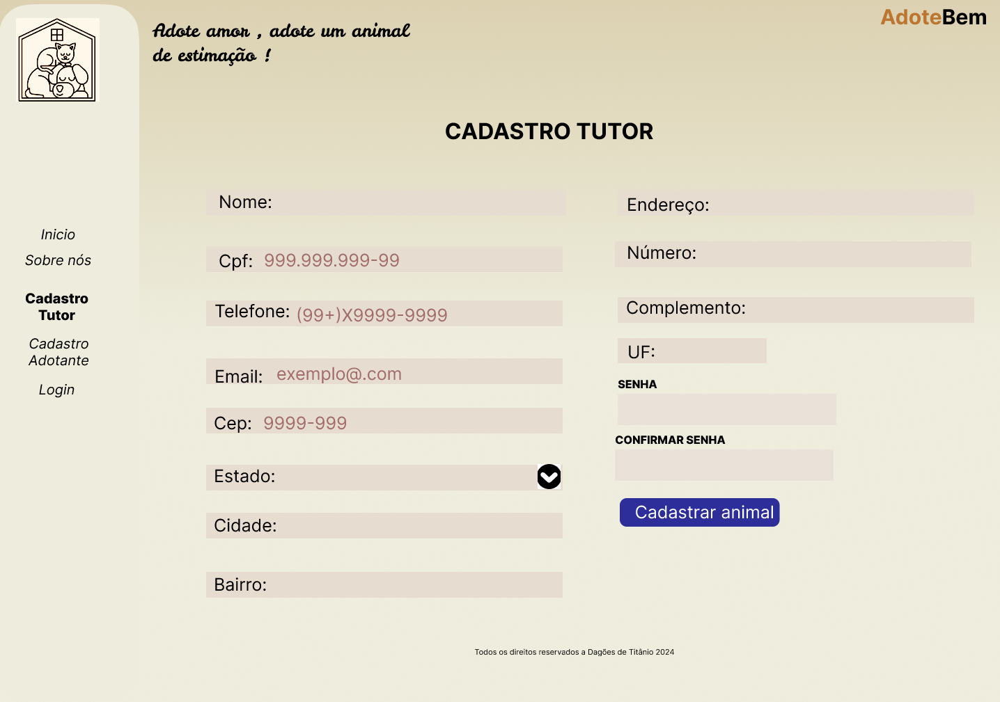 Adote amor , adote um animal
de estimação !
AdoteBem
Inicio
Sobre nós
Cadastro
Tutor
Cadastro
Adotante
Login
CADASTRO TUTOR
Nome:
Cpf: 999.999.999-99
Telefone: (99+)X9999-9999
Email: exemplo@.com
Cep: 9999-999
Estado:
Cidade:
Bairro:
Endereço:
Número:
Complemento:
UF:
SENHA
CONFIRMAR SENHA
Cadastrar animal
Todos os direitos reservados a Dagões de Titânio 2024